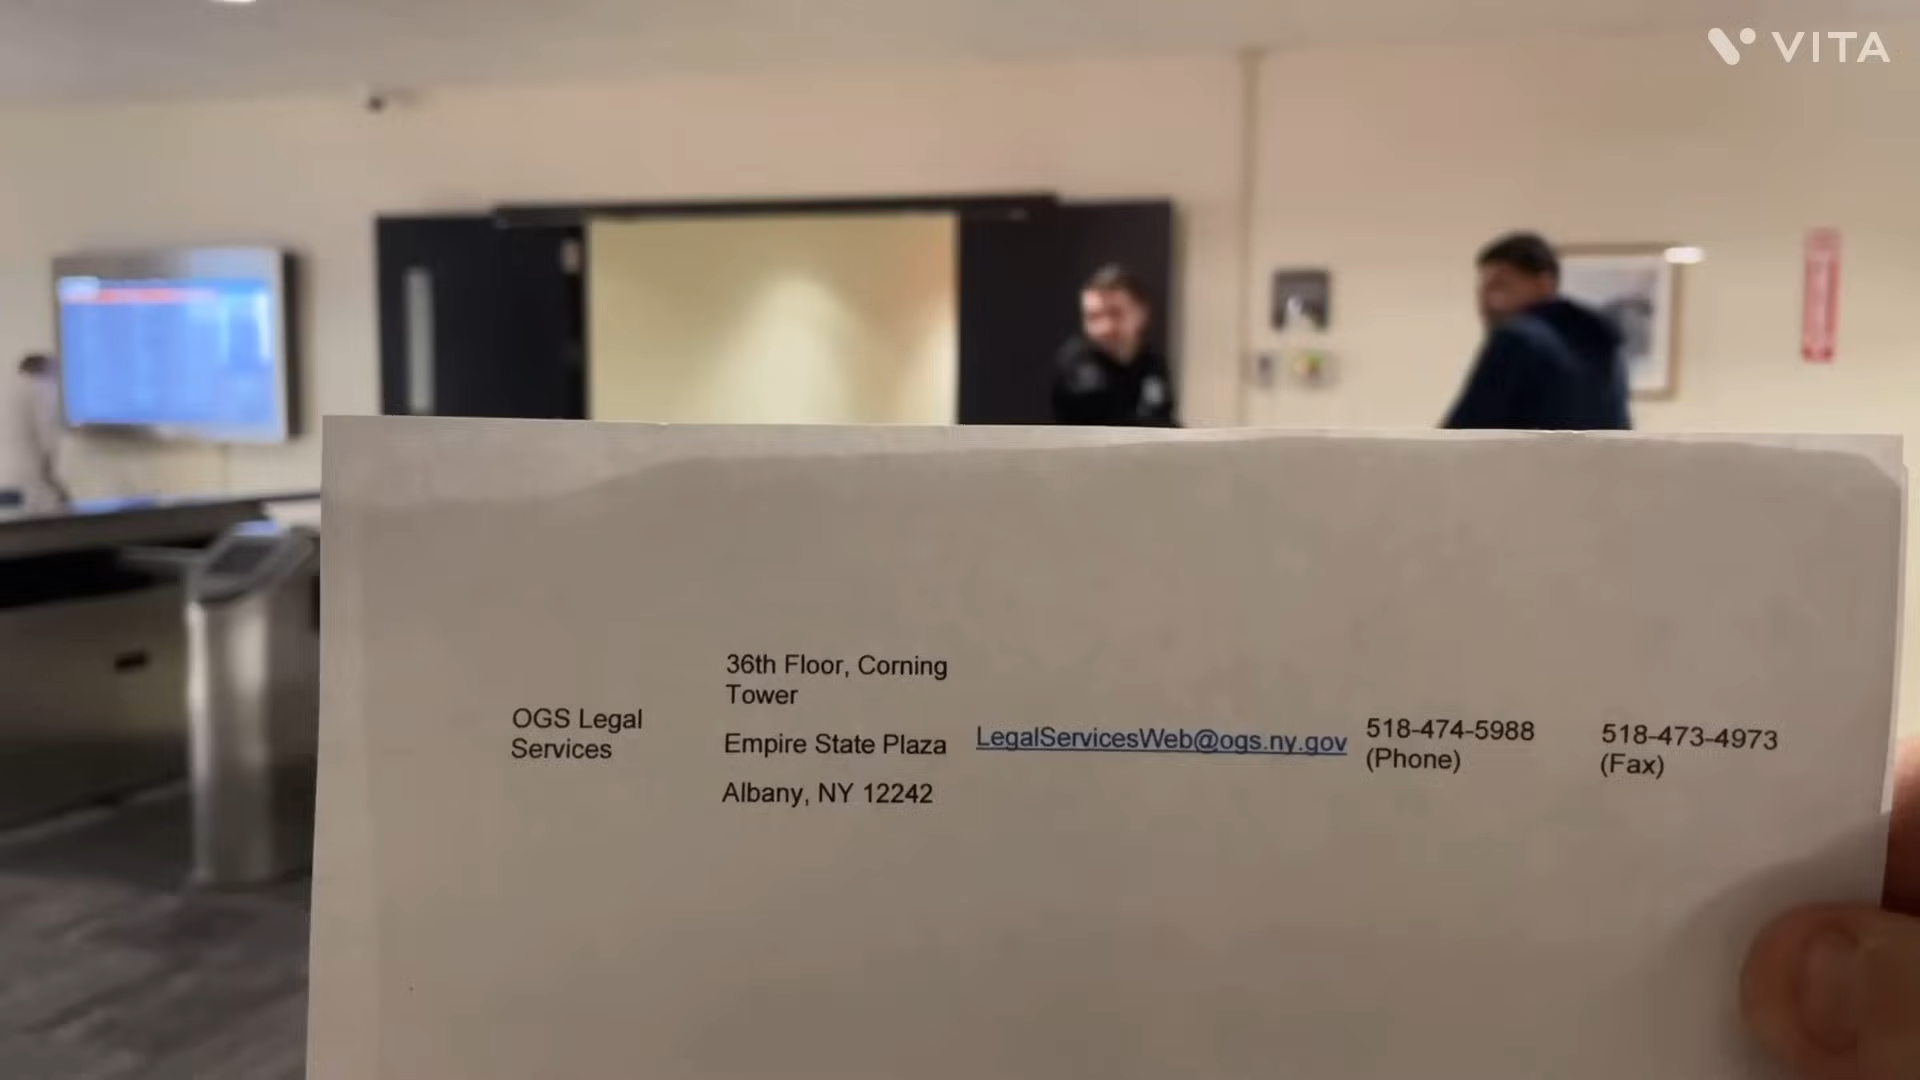 VITA
OGS Legal
Services
36th Floor, Corning
Tower
Empire State Plaza
Albany, NY 12242
LegalServicesWeb@ogs.ny.gov
518-474-5988
(Phone)
518-473-4973
(Fax)